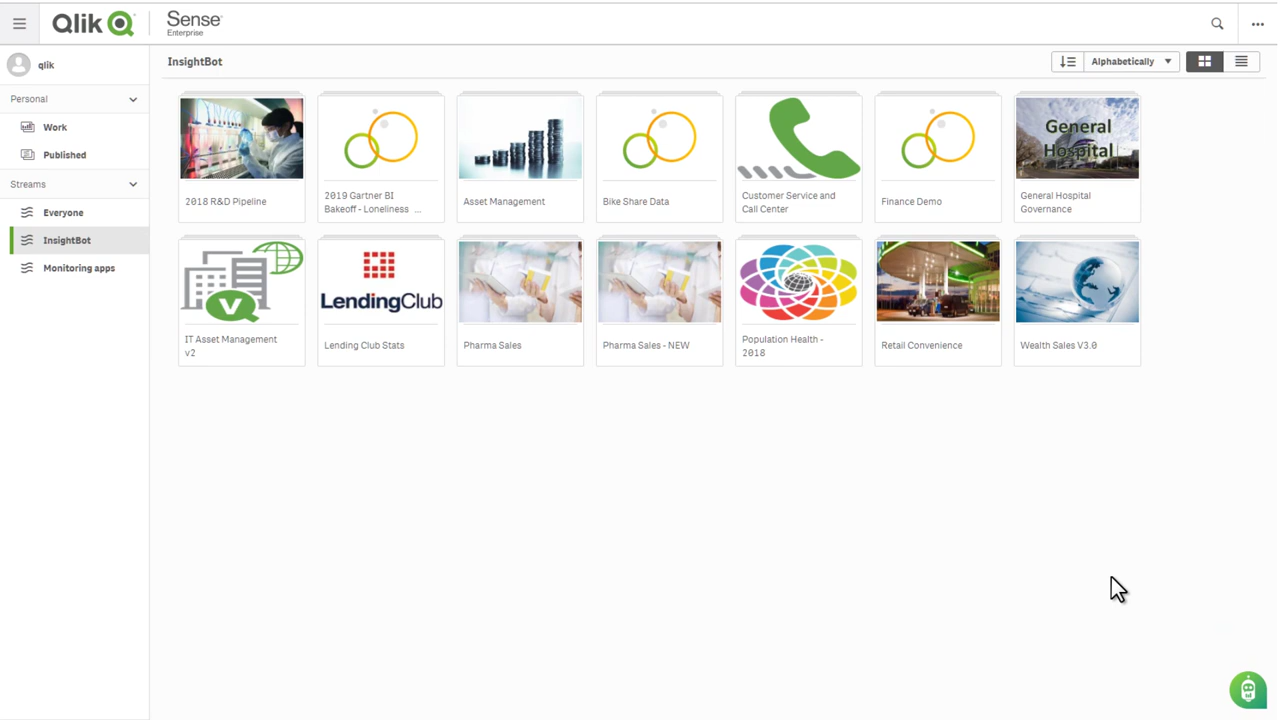 Qlik
Sense
Enterprise
qlik
InsightBot
Alphabetically
Personal
Work
Published
Streams
Everyone
InsightBot
Monitoring apps
2018 R&D Pipeline
2019 Gartner BI
Bakeoff - Loneliness ...
Asset Management
Bike Share Data
Customer Service and
Call Center
Finance Demo
General
Hospital
General Hospital
Governance
V
IT Asset Management
v2
LendingClub
Lending Club Stats
Pharma Sales
Pharma Sales - NEW
Population Health -
2018
Retail Convenience
Wealth Sales V3.0